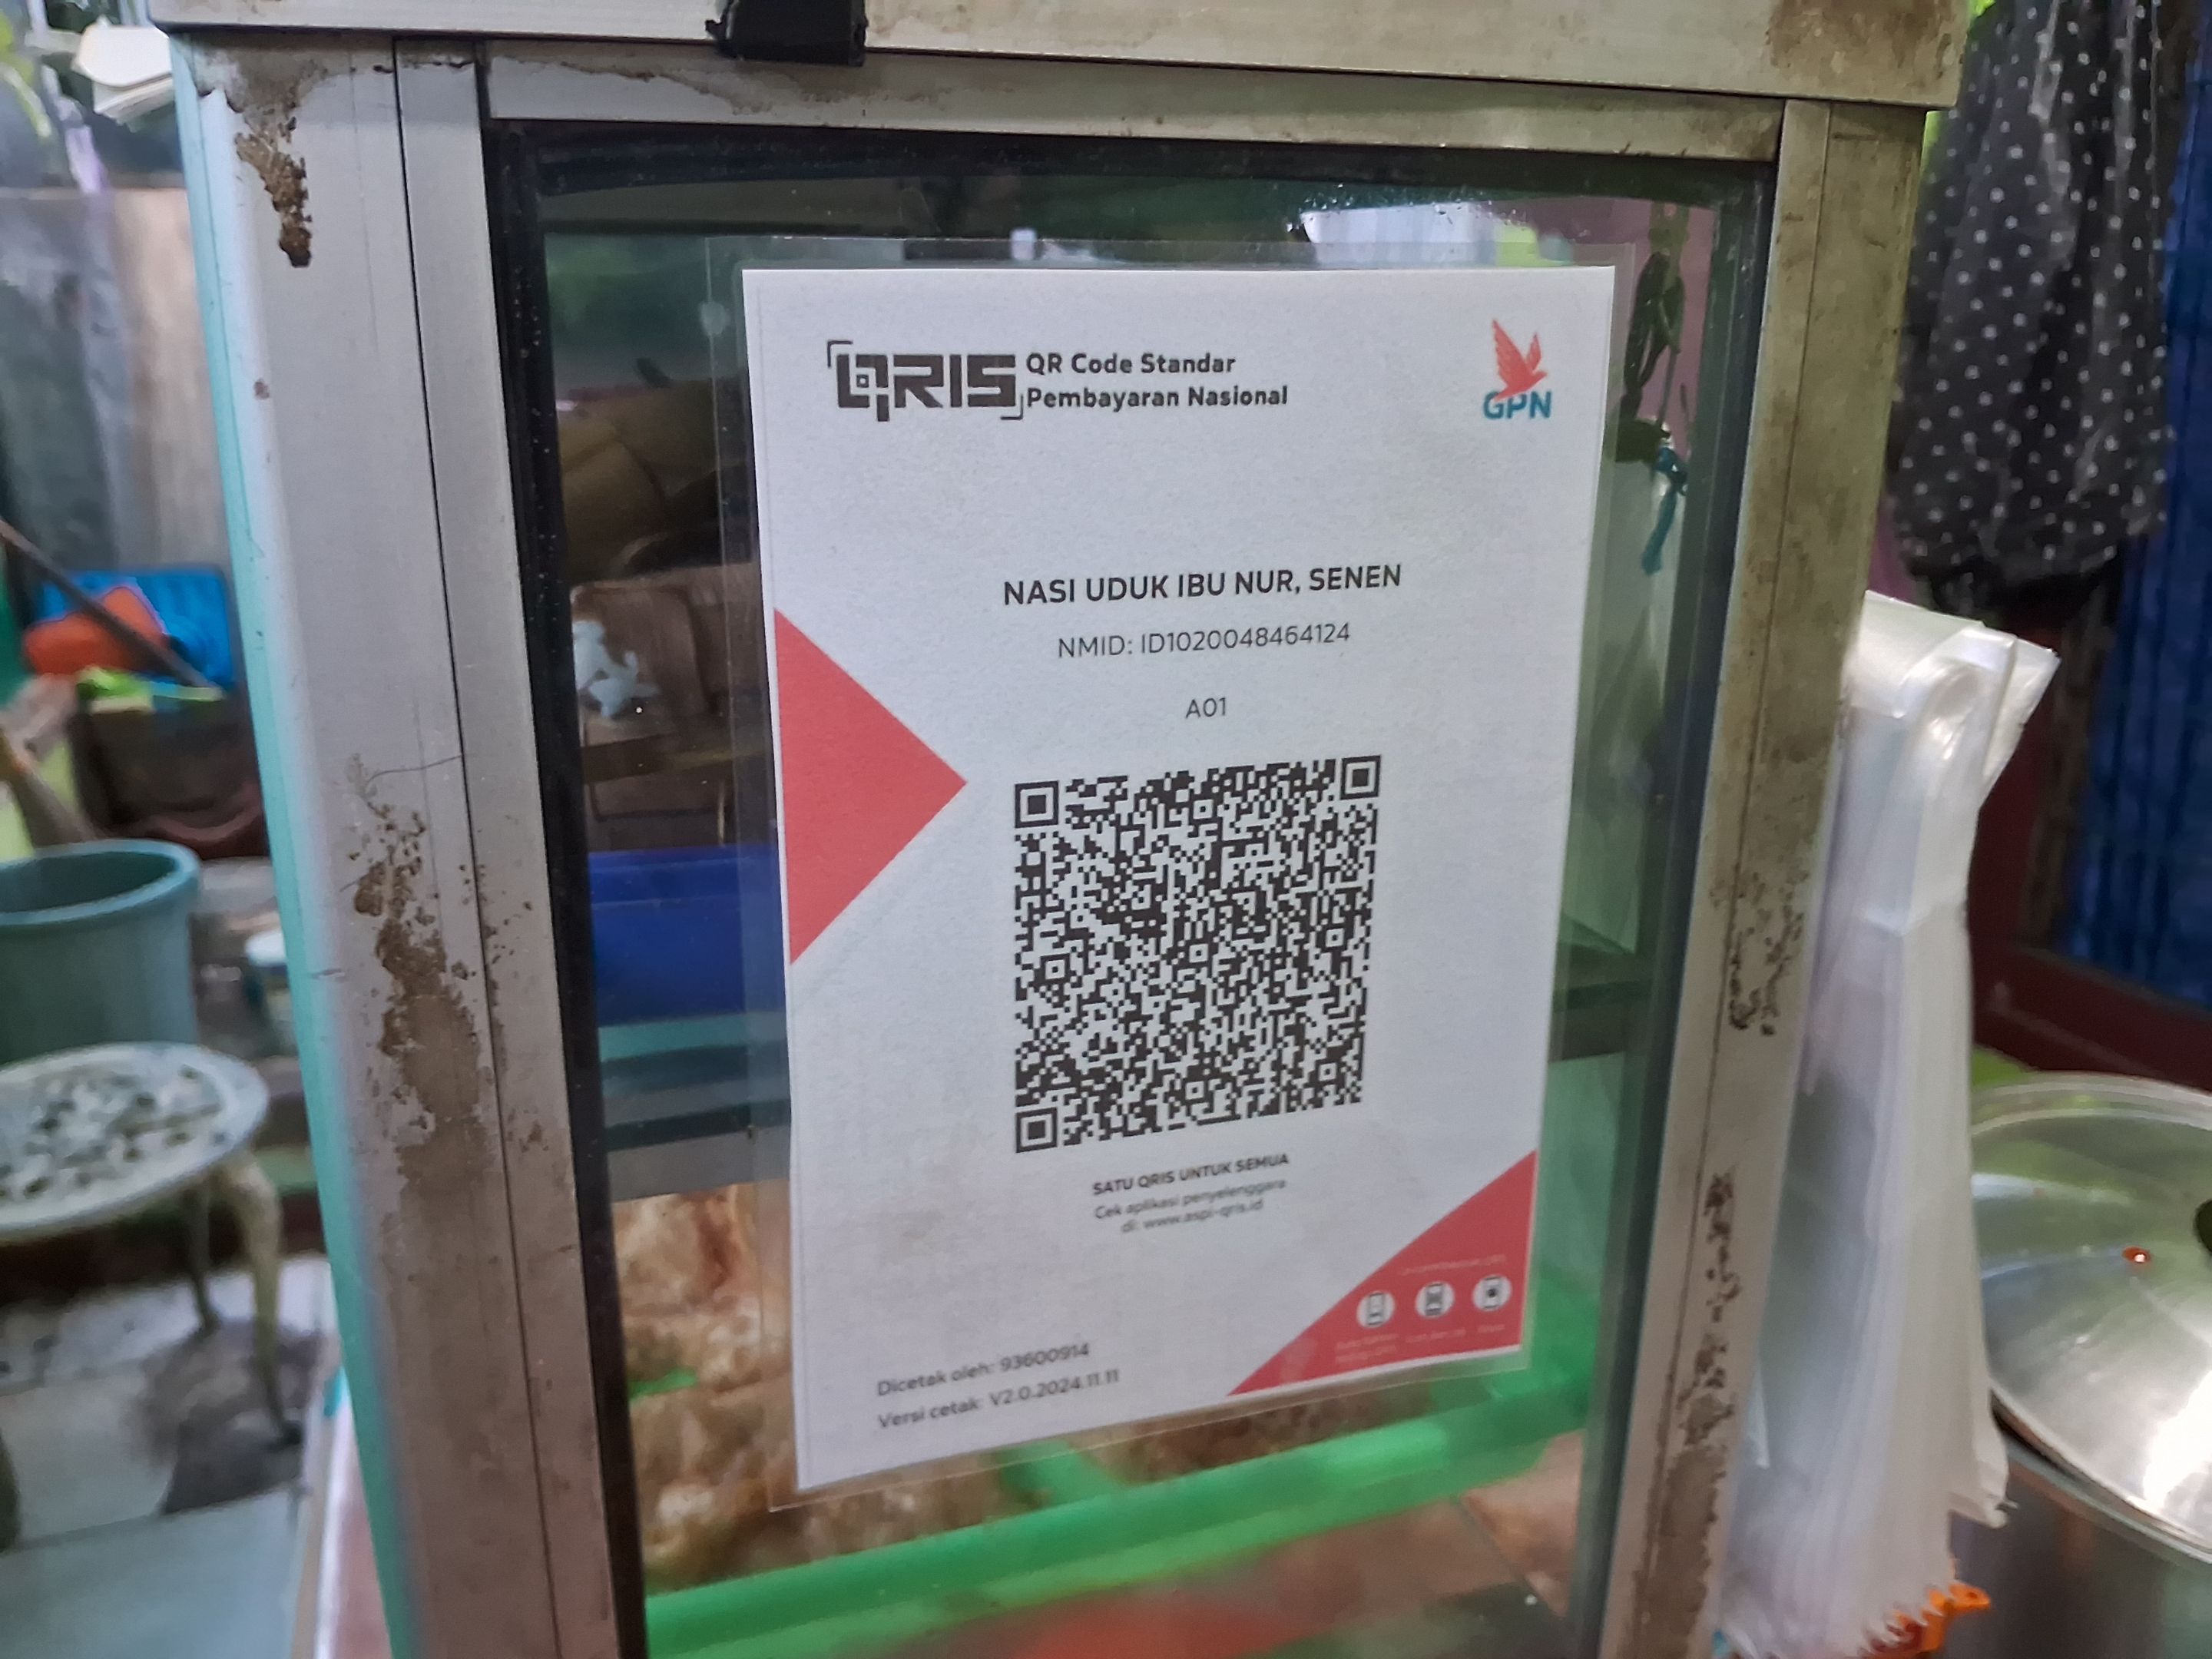 QRIS QR Code Standar
Pembayaran Nasional
GPN
NASI UDUK IBU NUR, SENEN
NMID: ID1020048464124
A01
SATU QRIS UNTUK SEMUA
Cek aplikasi penyelenggara
di: www.aspi-qris.id
Dicetak oleh: 93600914
Versi cetak: V2.0.2024.11.11